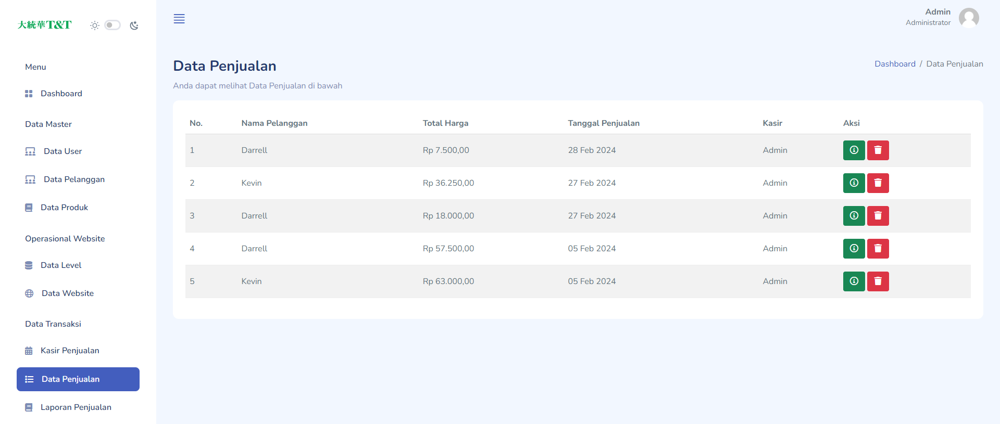 大統華T&T
Menu
Dashboard
Data Master
Data User
Data Pelanggan
Data Produk
Operasional Website
Data Level
Data Website
Data Transaksi
Kasir Penjualan
Data Penjualan
Laporan Penjualan
Admin
Administrator
Data Penjualan
Anda dapat melihat Data Penjualan di bawah
Dashboard / Data Penjualan
No. Nama Pelanggan Total Harga Tanggal Penjualan Kasir Aksi
1 Darrell Rp 7.500,00 28 Feb 2024 Admin
2 Kevin Rp 36.250,00 27 Feb 2024 Admin
3 Darrell Rp 18.000,00 27 Feb 2024 Admin
4 Darrell Rp 57.500,00 05 Feb 2024 Admin
5 Kevin Rp 63.000,00 05 Feb 2024 Admin